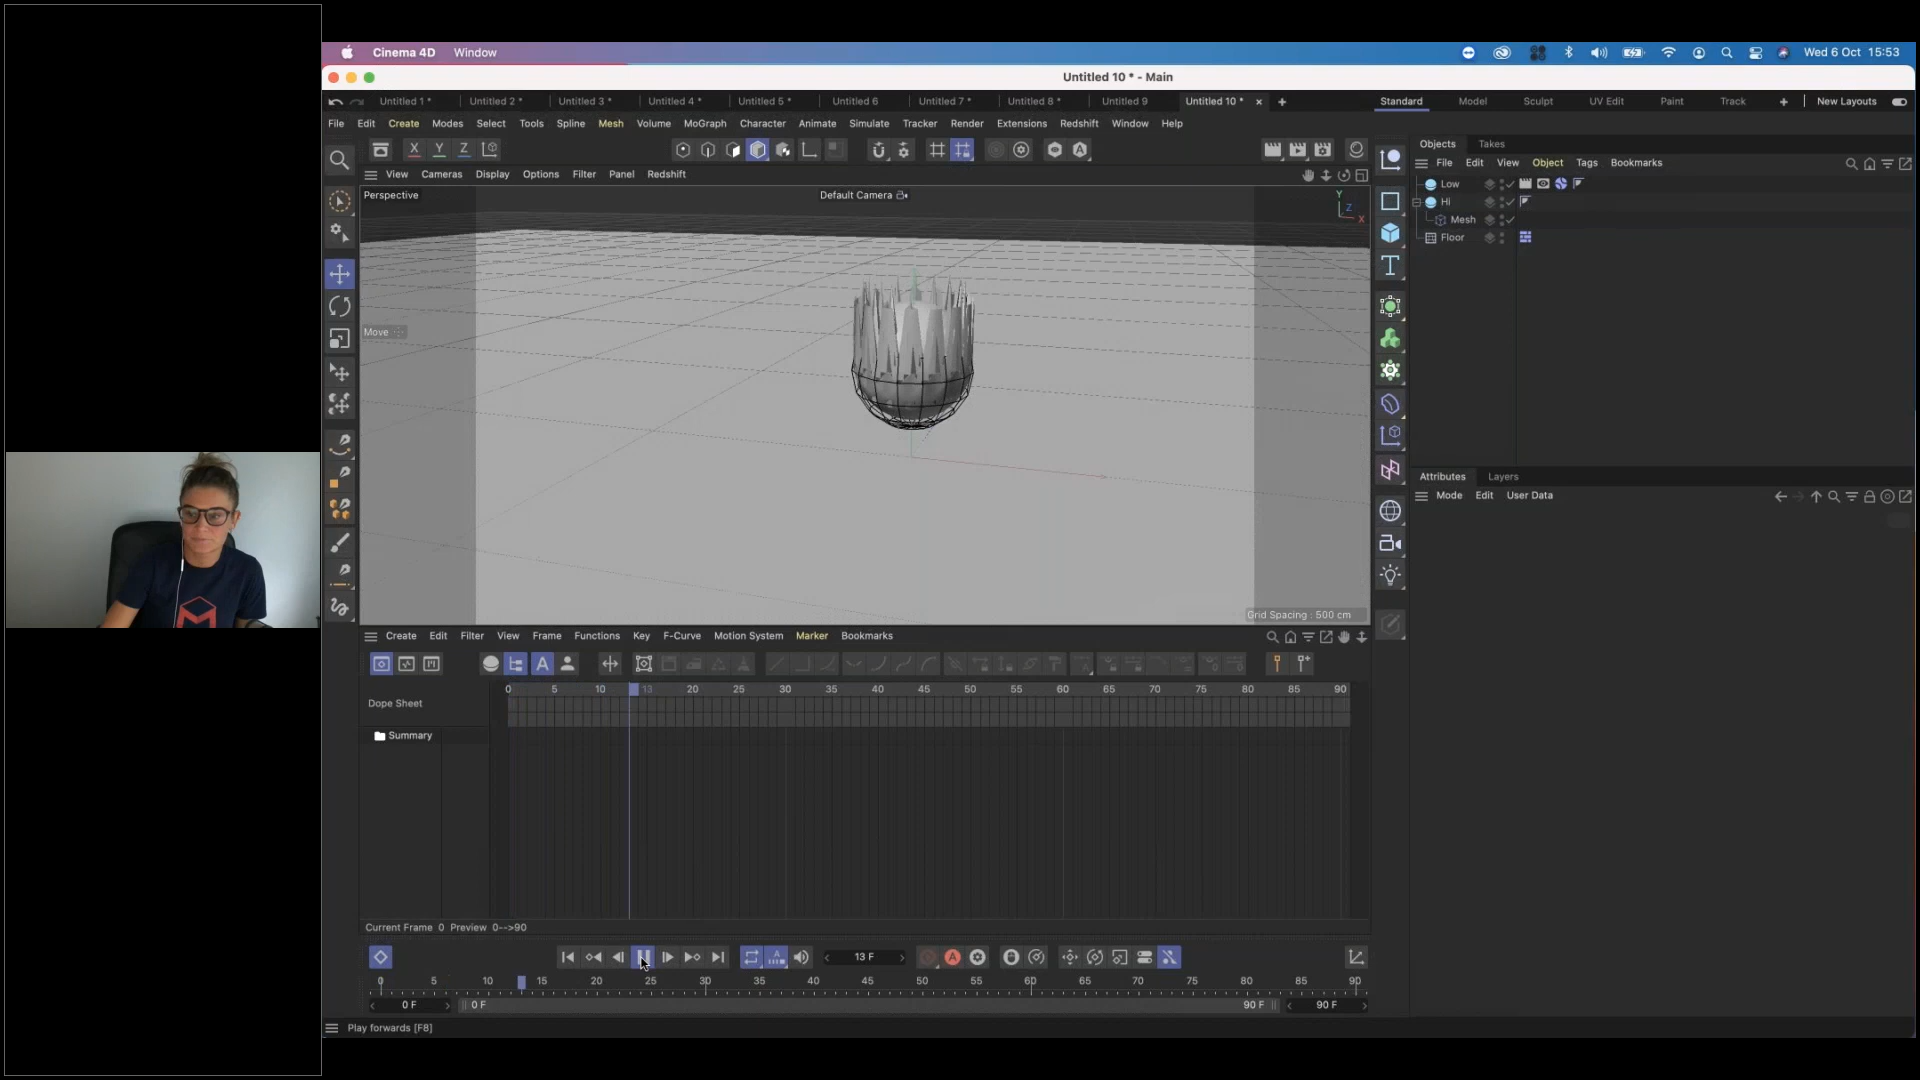 Cinema 4D Window
Wed 6 Oct 15:53
Untitled 10 * - Main
Untitled 1 * Untitled 2 * Untitled 3 * Untitled 4 * Untitled 5 * Untitled 6 Untitled 7 * Untitled 8 * Untitled 9 Untitled 10 * × +
Standard Model Sculpt UV Edit Paint Track + New Layouts
File Edit Create Modes Select Tools Spline Mesh Volume MoGraph Character Animate Simulate Tracker Render Extensions Redshift Window Help
X Y Z
Objects Takes
File Edit View Object Tags Bookmarks
View Cameras Display Options Filter Panel Redshift
Perspective
Default Camera
Y
Z
X
Low
Hi
Mesh
Floor
Move
Attributes Layers
Mode Edit User Data
Grid Spacing : 500 cm
Create Edit Filter View Frame Functions Key F-Curve Motion System Marker Bookmarks
0 5 10 13 20 25 30 35 40 45 50 55 60 65 70 75 80 85 90
Dope Sheet
Summary
Current Frame 0 Preview 0-->90
13 F
0 5 10 15 20 25 30 35 40 45 50 55 60 65 70 75 80 85 90
0 F 0 F 90 F 90 F
Play forwards [F8]